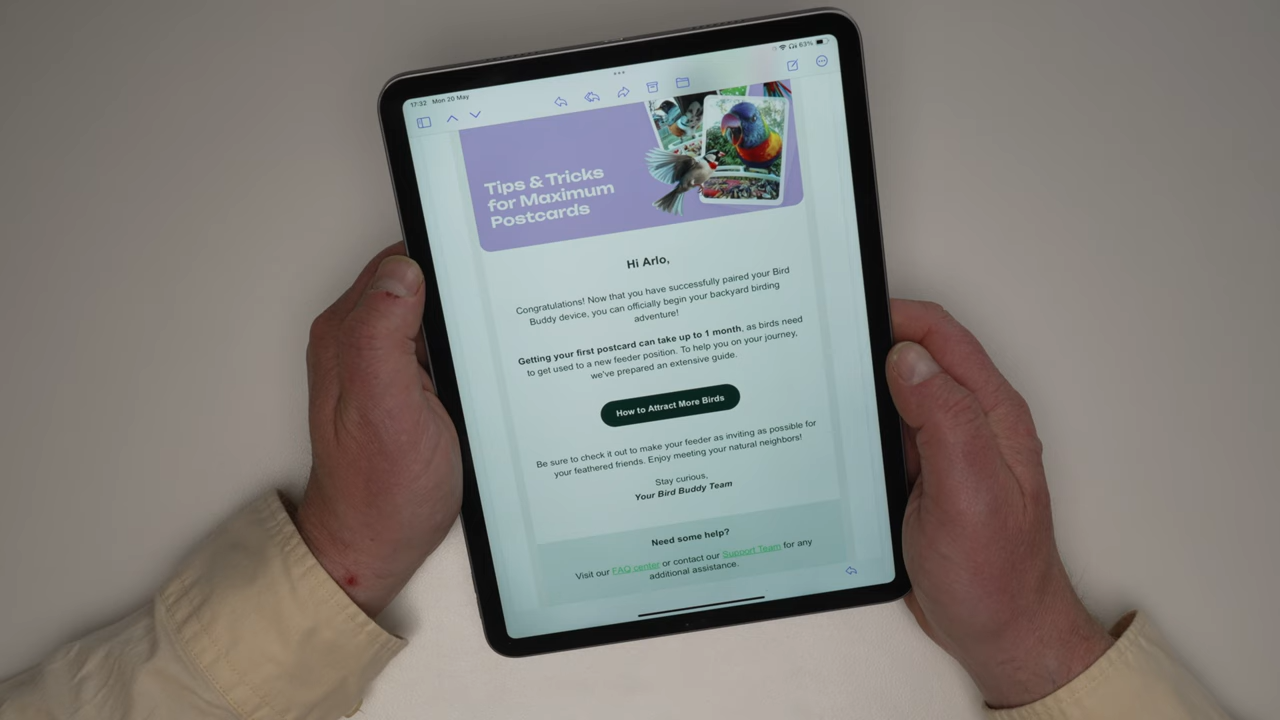 17:32 Mon 20 May
63%
Tips & Tricks
for Maximum
Postcards
Hi Arlo,
Congratulations! Now that you have successfully paired your Bird
Buddy device, you can officially begin your backyard birding
adventure!
Getting your first postcard can take up to 1 month, as birds need
to get used to a new feeder position. To help you on your journey,
we've prepared an extensive guide.
How to Attract More Birds
Be sure to check it out to make your feeder as inviting as possible for
your feathered friends. Enjoy meeting your natural neighbors!
Stay curious,
Your Bird Buddy Team
Need some help?
Visit our FAQ center or contact our Support Team for any
additional assistance.